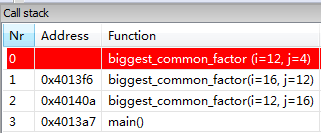 Call stack
Nr Address Function
0 biggest_common_factor (i=12, j=4)
1 0x4013f6 biggest_common_factor(i=16, j=12)
2 0x40140a biggest_common_factor(i=12, j=16)
3 0x4013a7 main()